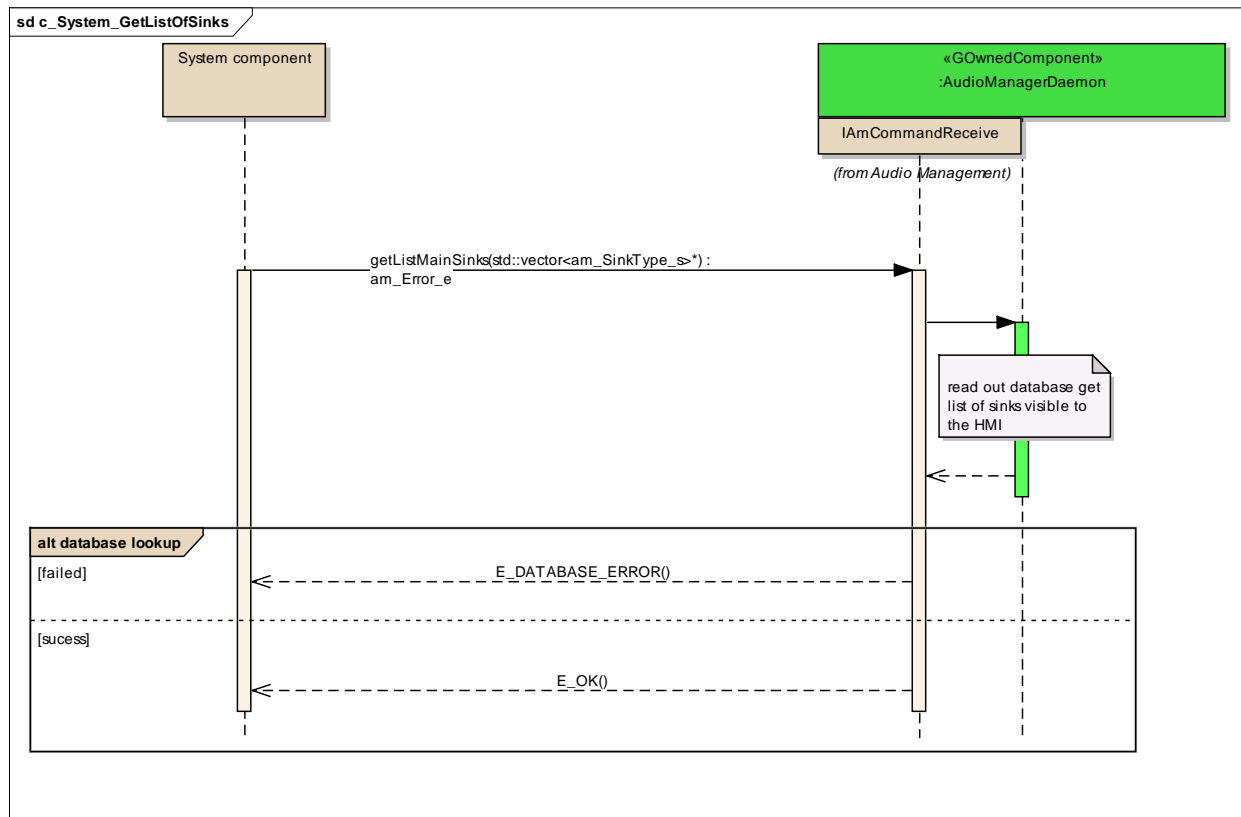 sd c_System_GetListOfSinks
System component
«GOwnedComponent»
:AudioManagerDaemon
IAmCommandReceive
(from Audio Management)
getListMainSinks(std::vector<am_SinkType_s>*) :
am_Error_e
read out database get
list of sinks visible to
the HMI
alt database lookup
[failed]
E_DATABASE_ERROR()
[sucess]
E_OK()